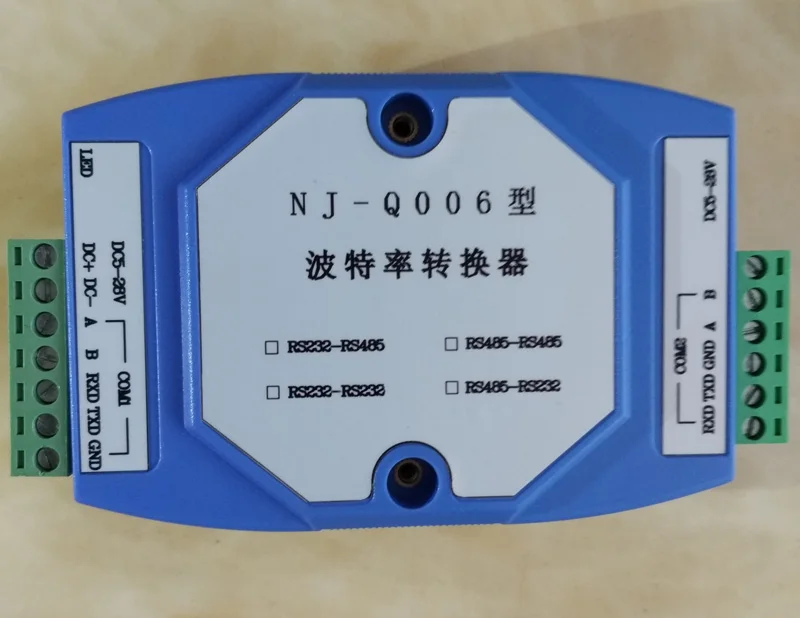 NJ-Q006型
波特率转换器
□ RS232-RS485
□ RS485-RS485
□ RS232-RS232
□ RS485-RS232
LED
DC5-28V
DC+ DC- A B RXD TXD GND
COM1
DC5-28V
COM2
RXD TXD GND A B